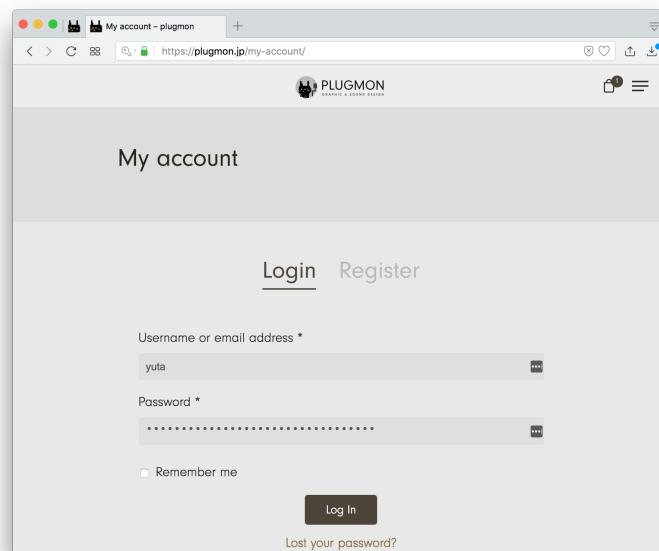 My account – plugmon
https://plugmon.jp/my-account/
PLUGMON
GRAPHIC & SOUND DESIGN
1
My account
Login Register
Username or email address *
yuta
Password *
•••••••••••••••••••••••••••••••••
Remember me
Log In
Lost your password?